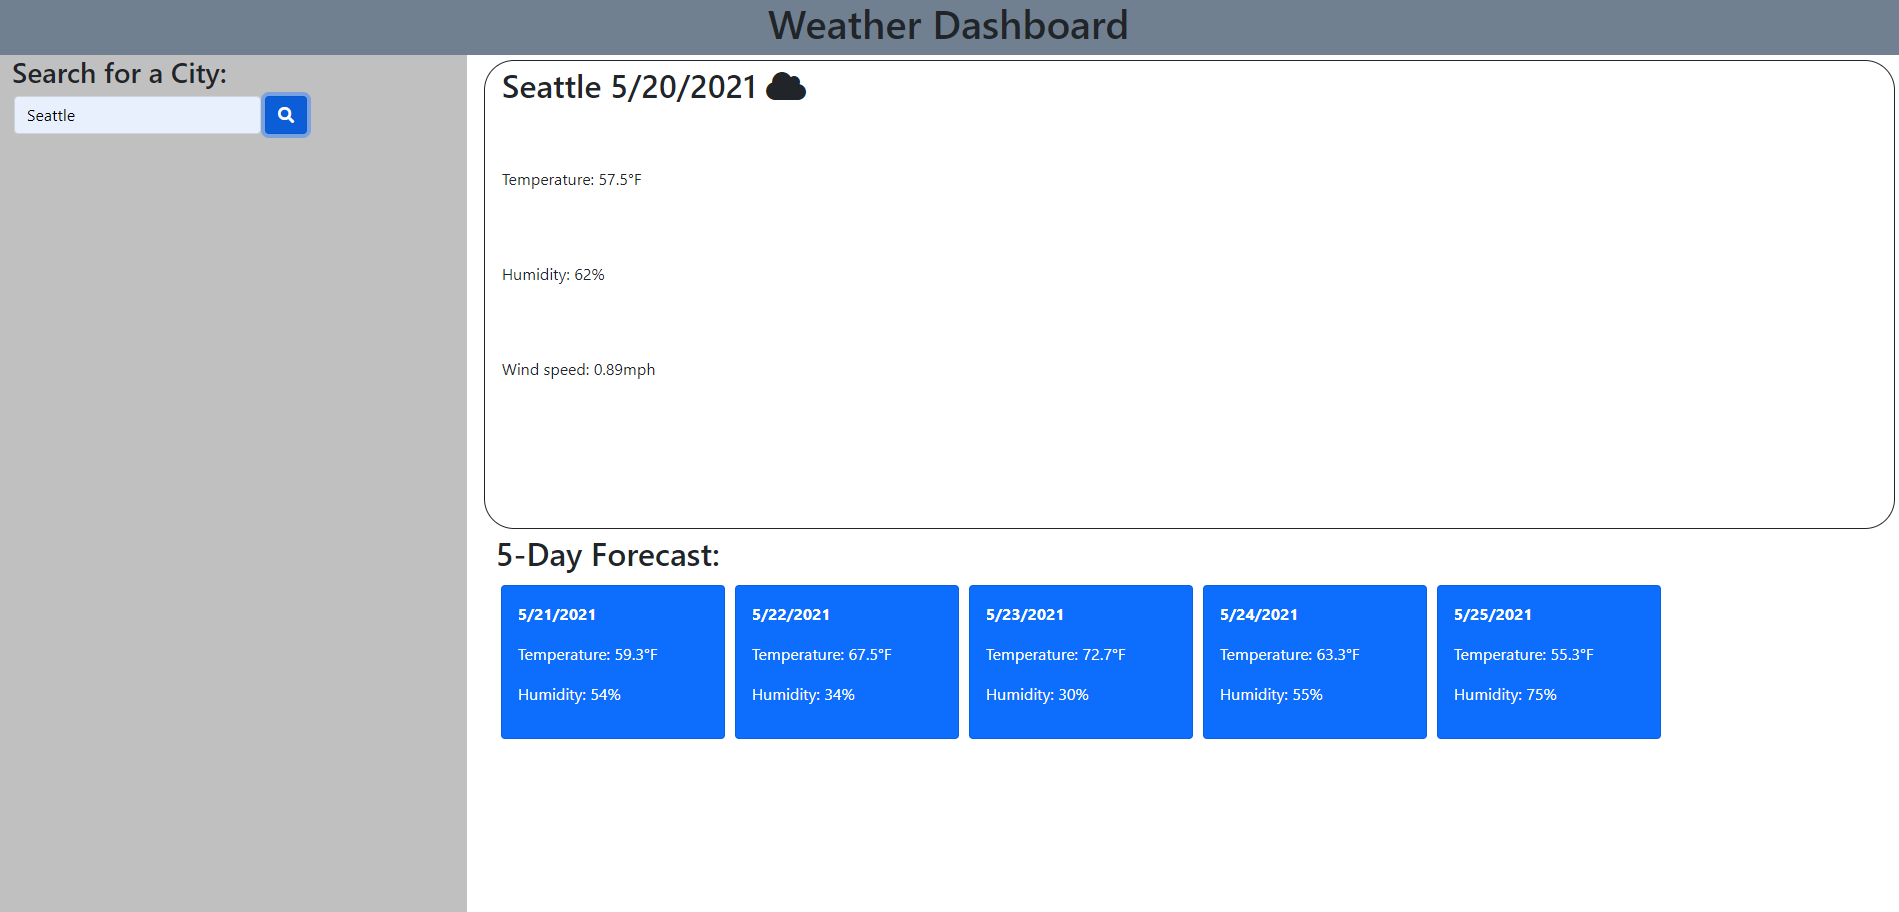 Weather Dashboard
Search for a City:
Seattle
Seattle 5/20/2021
Temperature: 57.5°F
Humidity: 62%
Wind speed: 0.89mph
5-Day Forecast:
5/21/2021
Temperature: 59.3°F
Humidity: 54%
5/22/2021
Temperature: 67.5°F
Humidity: 34%
5/23/2021
Temperature: 72.7°F
Humidity: 30%
5/24/2021
Temperature: 63.3°F
Humidity: 55%
5/25/2021
Temperature: 55.3°F
Humidity: 75%